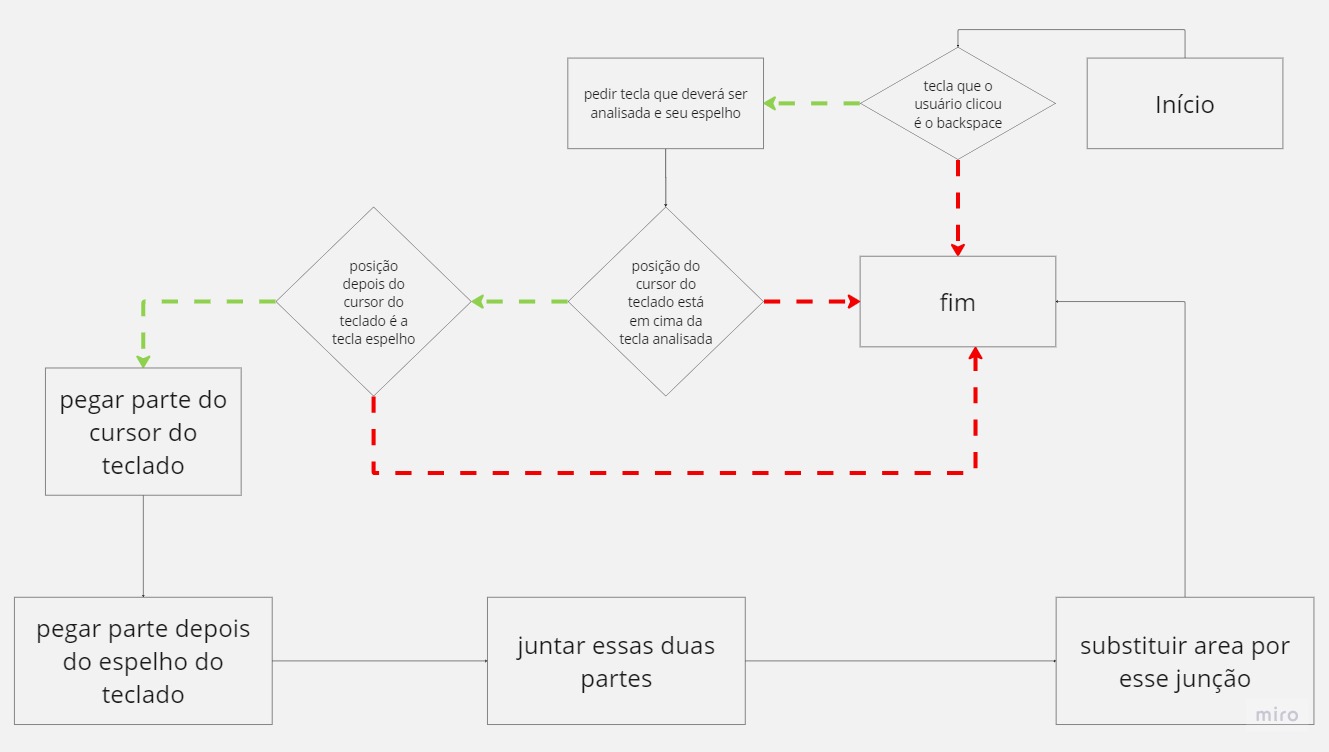 Início
tecla que o
usuário clicou
é o backspace
pedir tecla que deverá ser
analisada e seu espelho
posição do
cursor do
teclado está
em cima da
tecla analisada
posição
depois do
cursor do
teclado é a
tecla espelho
fim
pegar parte do
cursor do
teclado
pegar parte depois
do espelho do
teclado
juntar essas duas
partes
substituir area por
esse junção
miro